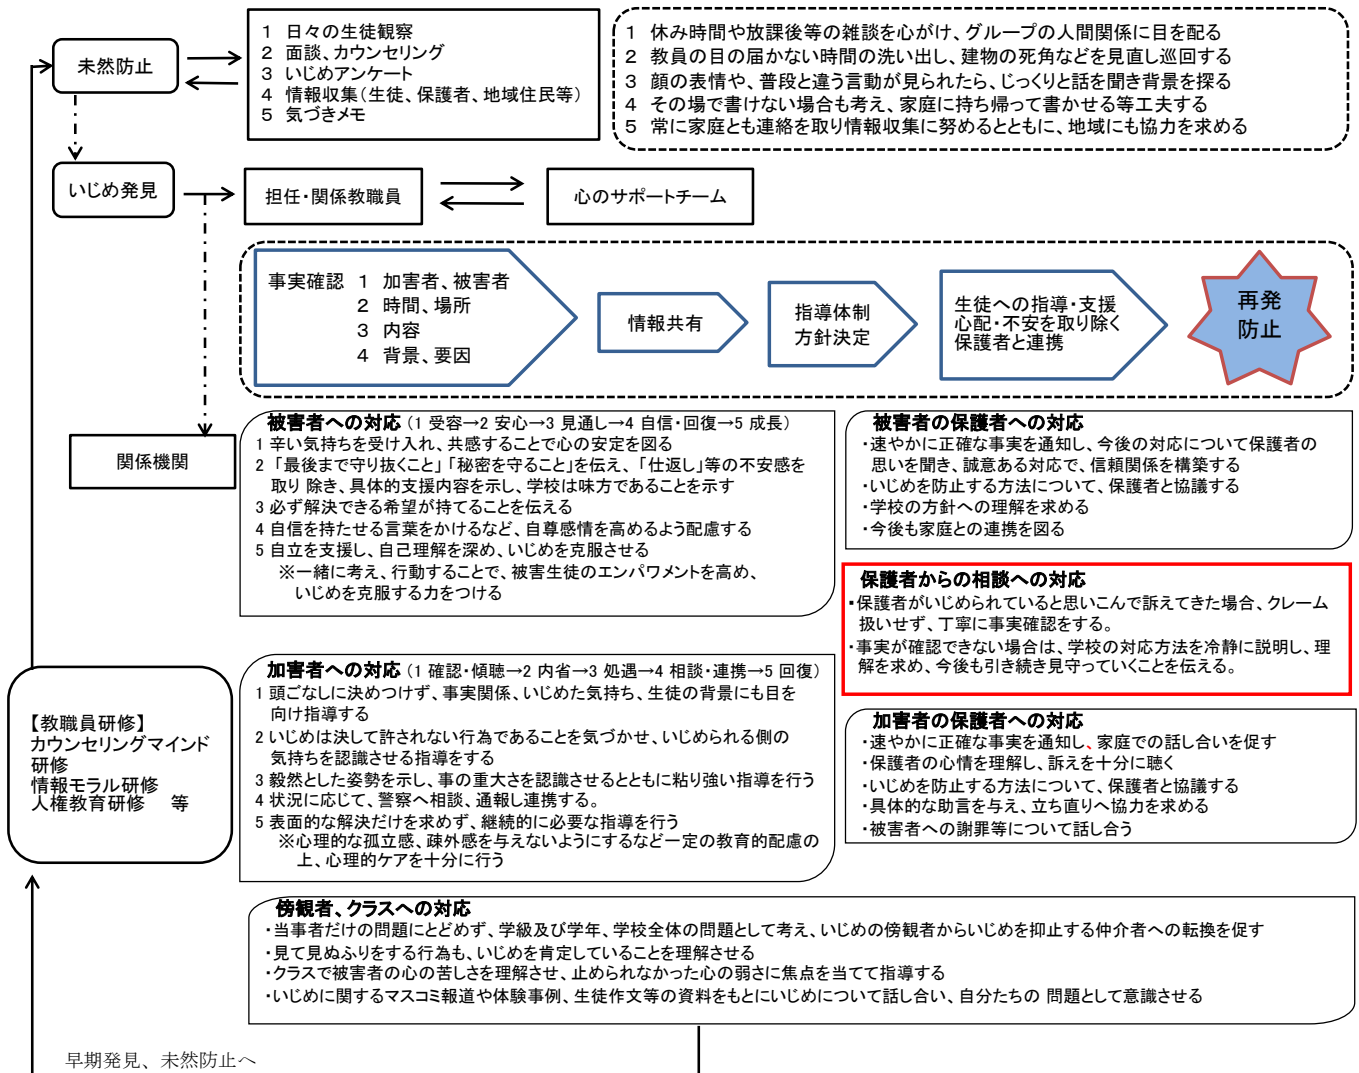 未然防止
１ 日々の生徒観察
２ 面談、カウンセリング
３ いじめアンケート
４ 情報収集（生徒、保護者、地域住民等）
５ 気づきメモ
１ 休み時間や放課後等の雑談を心がけ、グループの人間関係に目を配る
２ 教員の目の届かない時間の洗い出し、建物の死角などを見直し巡回する
３ 顔の表情や、普段と違う言動が見られたら、じっくりと話を聞き背景を探る
４ その場で書けない場合も考え、家庭に持ち帰って書かせる等工夫する
５ 常に家庭とも連絡を取り情報収集に努めるとともに、地域にも協力を求める
いじめ発見
担任・関係教職員
心のサポートチーム
事実確認 １ 加害者、被害者
２ 時間、場所
３ 内容
４ 背景、要因
情報共有
指導体制
方針決定
生徒への指導・支援
心配・不安を取り除く
保護者と連携
再発
防止
関係機関
被害者への対応（1 受容→2 安心→3 見通し→4 自信・回復→5 成長）
1 辛い気持ちを受け入れ、共感することで心の安定を図る
2 「最後まで守り抜くこと」「秘密を守ること」を伝え、「仕返し」等の不安感を
取り 除き、具体的支援内容を示し、学校は味方であることを示す
3 必ず解決できる希望が持てることを伝える
4 自信を持たせる言葉をかけるなど、自尊感情を高めるよう配慮する
5 自立を支援し、自己理解を深め、いじめを克服させる
※一緒に考え、行動することで、被害生徒のエンパワメントを高め、
いじめを克服する力をつける
被害者の保護者への対応
・速やかに正確な事実を通知し、今後の対応について保護者の
思いを聞き、誠意ある対応で、信頼関係を構築する
・いじめを防止する方法について、保護者と協議する
・学校の方針への理解を求める
・今後も家庭との連携を図る
保護者からの相談への対応
・保護者がいじめられていると思いこんで訴えてきた場合、クレーム
扱いせず、丁寧に事実確認をする。
・事実が確認できない場合は、学校の対応方法を冷静に説明し、理
解を求め、今後も引き続き見守っていくことを伝える。
加害者への対応（1 確認・傾聴→2 内省→3 処遇→4 相談・連携→5 回復）
1 頭ごなしに決めつけず、事実関係、いじめた気持ち、生徒の背景にも目を
向け指導する
2 いじめは決して許されない行為であることを気づかせ、いじめられる側の
気持ちを認識させる指導をする
3 毅然とした姿勢を示し、事の重大さを認識させるとともに粘り強い指導を行う
4 状況に応じて、警察へ相談、通報し連携する。
5 表面的な解決だけを求めず、継続的に必要な指導を行う
※心理的な孤立感、疎外感を与えないようにするなど一定の教育的配慮の
上、心理的ケアを十分に行う
加害者の保護者への対応
・速やかに正確な事実を通知し、家庭での話し合いを促す
・保護者の心情を理解し、訴えを十分に聴く
・いじめを防止する方法について、保護者と協議する
・具体的な助言を与え、立ち直りへ協力を求める
・被害者への謝罪等について話し合う
【教職員研修】
カウンセリングマインド
研修
情報モラル研修
人権教育研修 等
傍観者、クラスへの対応
・当事者だけの問題にとどめず、学級及び学年、学校全体の問題として考え、いじめの傍観者からいじめを抑止する仲介者への転換を促す
・見て見ぬふりをする行為も、いじめを肯定していることを理解させる
・クラスで被害者の心の苦しさを理解させ、止められなかった心の弱さに焦点を当てて指導する
・いじめに関するマスコミ報道や体験事例、生徒作文等の資料をもとにいじめについて話し合い、自分たちの 問題として意識させる
早期発見、未然防止へ